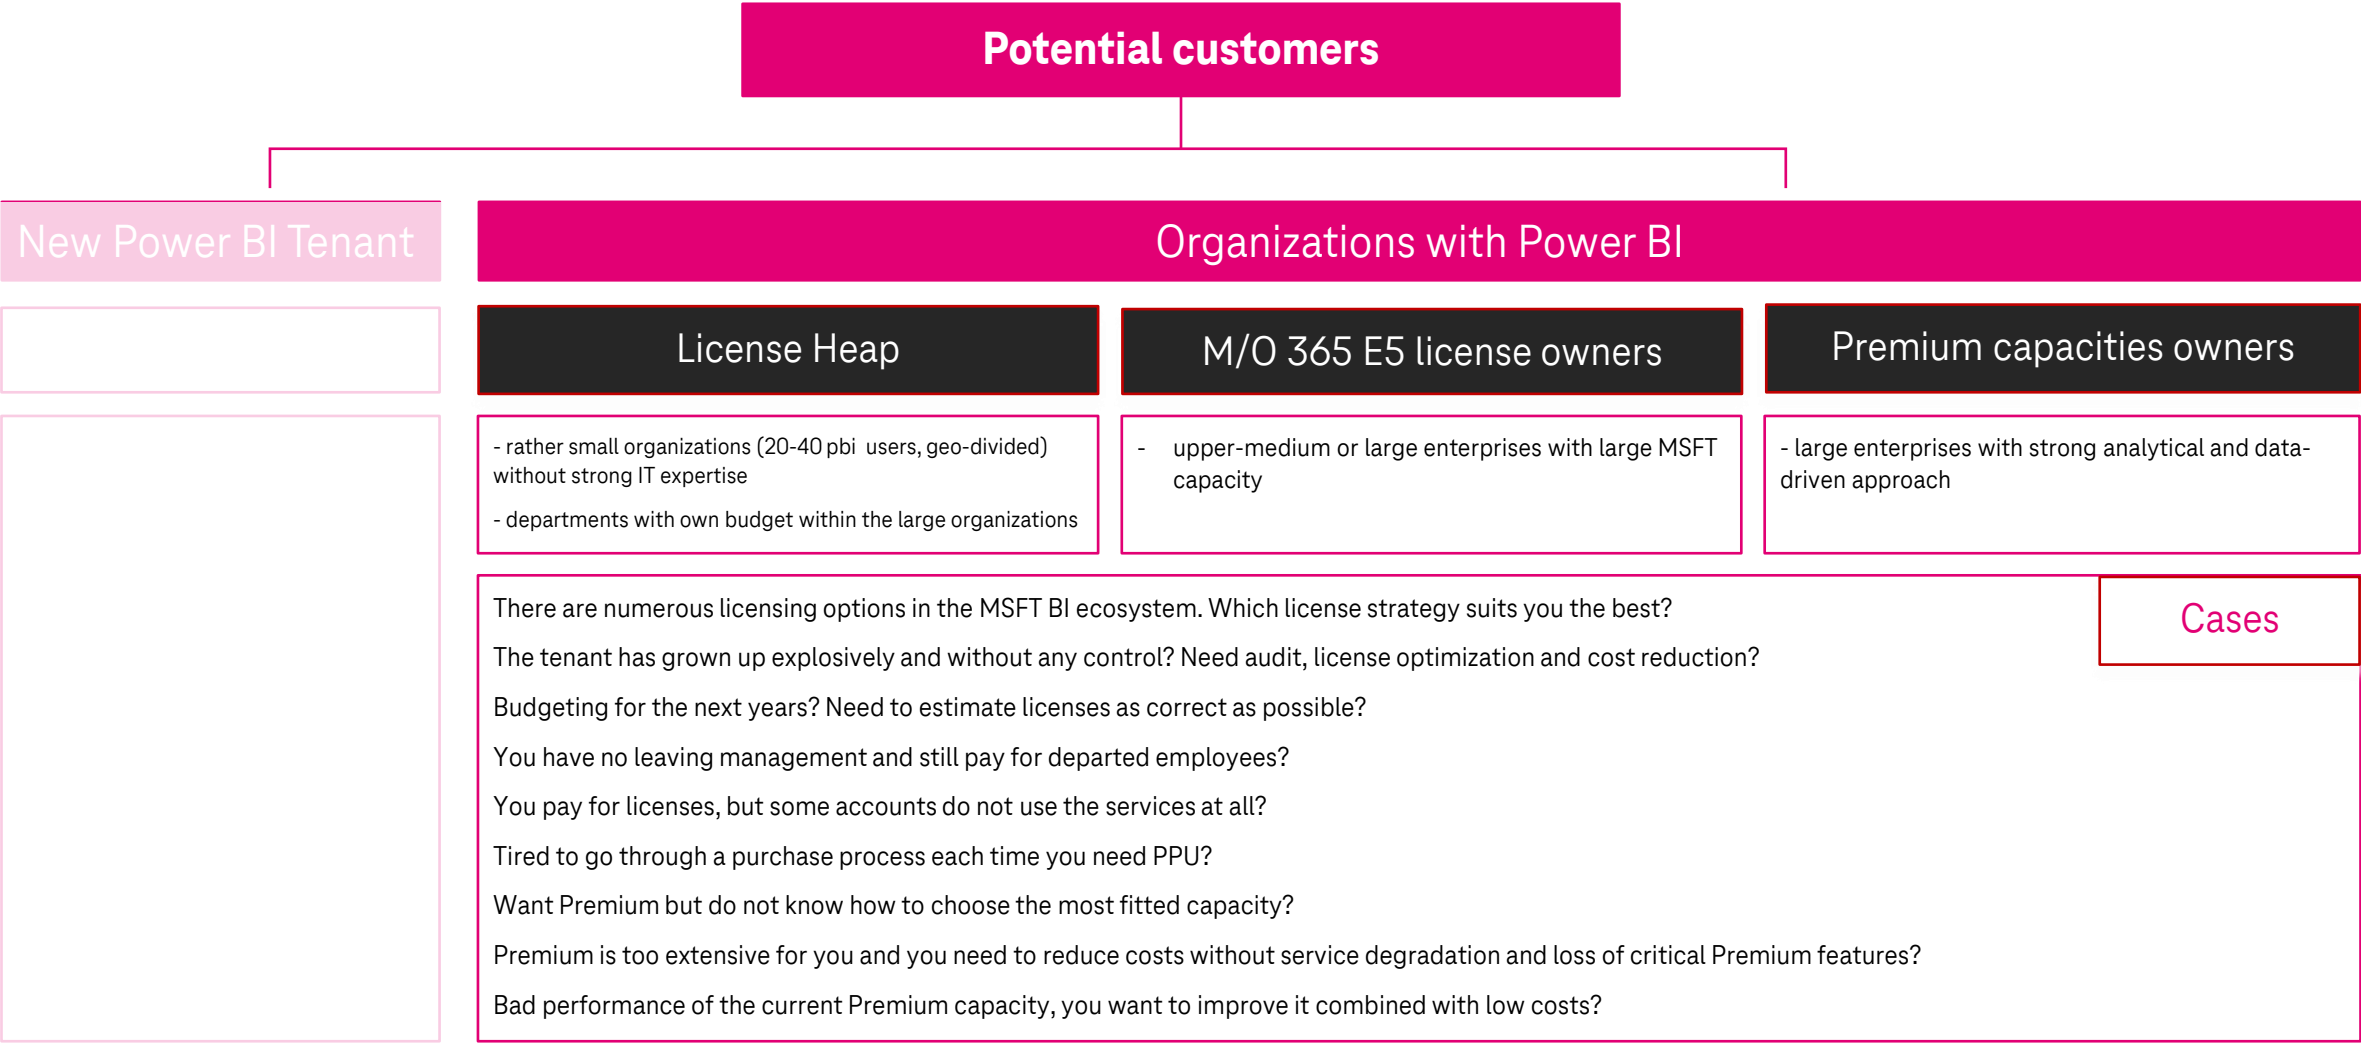 Potential customers
New Power BI Tenant
Organizations with Power BI
License Heap
M/O 365 E5 license owners
Premium capacities owners
- rather small organizations (20-40 pbi users, geo-divided)
without strong IT expertise
- departments with own budget within the large organizations
- upper-medium or large enterprises with large MSFT
capacity
- large enterprises with strong analytical and data-
driven approach
Cases
There are numerous licensing options in the MSFT BI ecosystem. Which license strategy suits you the best?
The tenant has grown up explosively and without any control? Need audit, license optimization and cost reduction?
Budgeting for the next years? Need to estimate licenses as correct as possible?
You have no leaving management and still pay for departed employees?
You pay for licenses, but some accounts do not use the services at all?
Tired to go through a purchase process each time you need PPU?
Want Premium but do not know how to choose the most fitted capacity?
Premium is too extensive for you and you need to reduce costs without service degradation and loss of critical Premium features?
Bad performance of the current Premium capacity, you want to improve it combined with low costs?